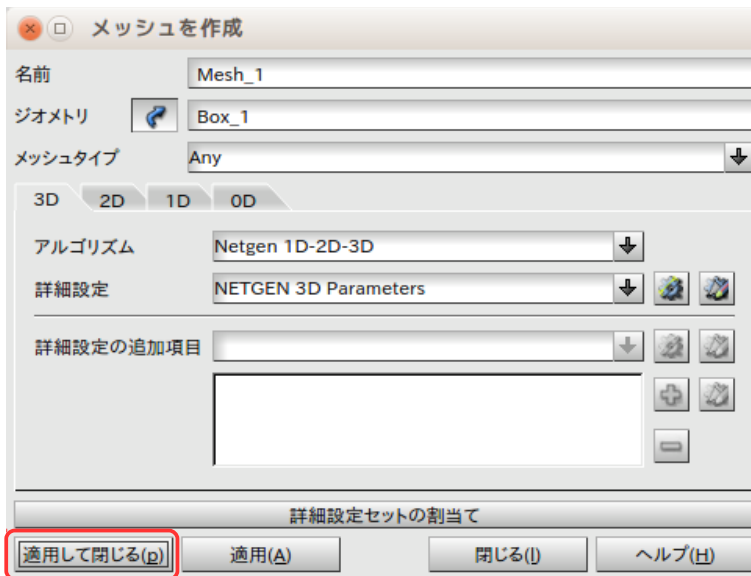 メッシュを作成
名前 Mesh_1
ジオメトリ Box_1
メッシュタイプ Any
3D 2D 1D 0D
アルゴリズム Netgen 1D-2D-3D
詳細設定 NETGEN 3D Parameters
詳細設定の追加項目
詳細設定セットの割当て
適用して閉じる(p) 適用(A) 閉じる(l) ヘルプ(H)